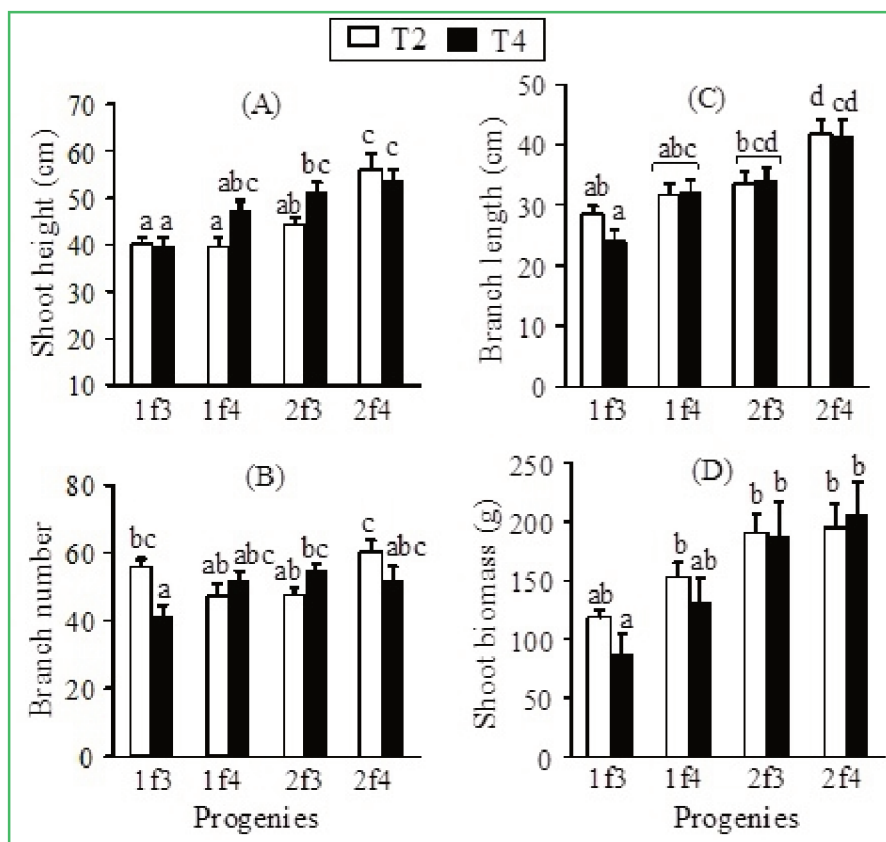 T2 T4
(A)
Shoot height (cm)
70
60
50
40
30
20
10
a a a abc ab bc c c
1f3 1f4 2f3 2f4
(C)
Branch length (cm)
50
40
30
20
10
0
ab a abc bcd d cd
1f3 1f4 2f3 2f4
(B)
Branch number
80
60
40
20
0
bc a ab abc ab bc c abc
1f3 1f4 2f3 2f4
Progenies
(D)
Shoot biomass (g)
250
200
150
100
50
0
ab a b ab b b b b
1f3 1f4 2f3 2f4
Progenies